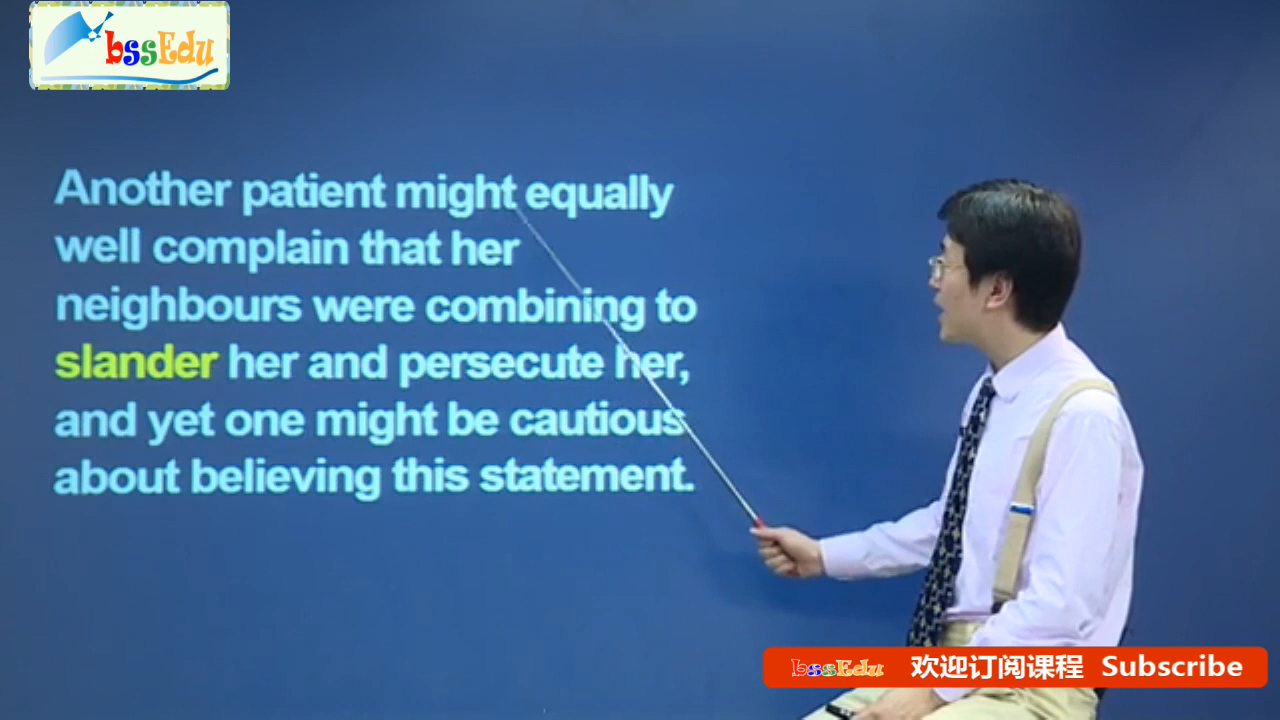 bssEdu
Another patient might equally
well complain that her
neighbours were combining to
slander her and persecute her,
and yet one might be cautious
about believing this statement.
bssEdu 欢迎订阅课程 Subscribe